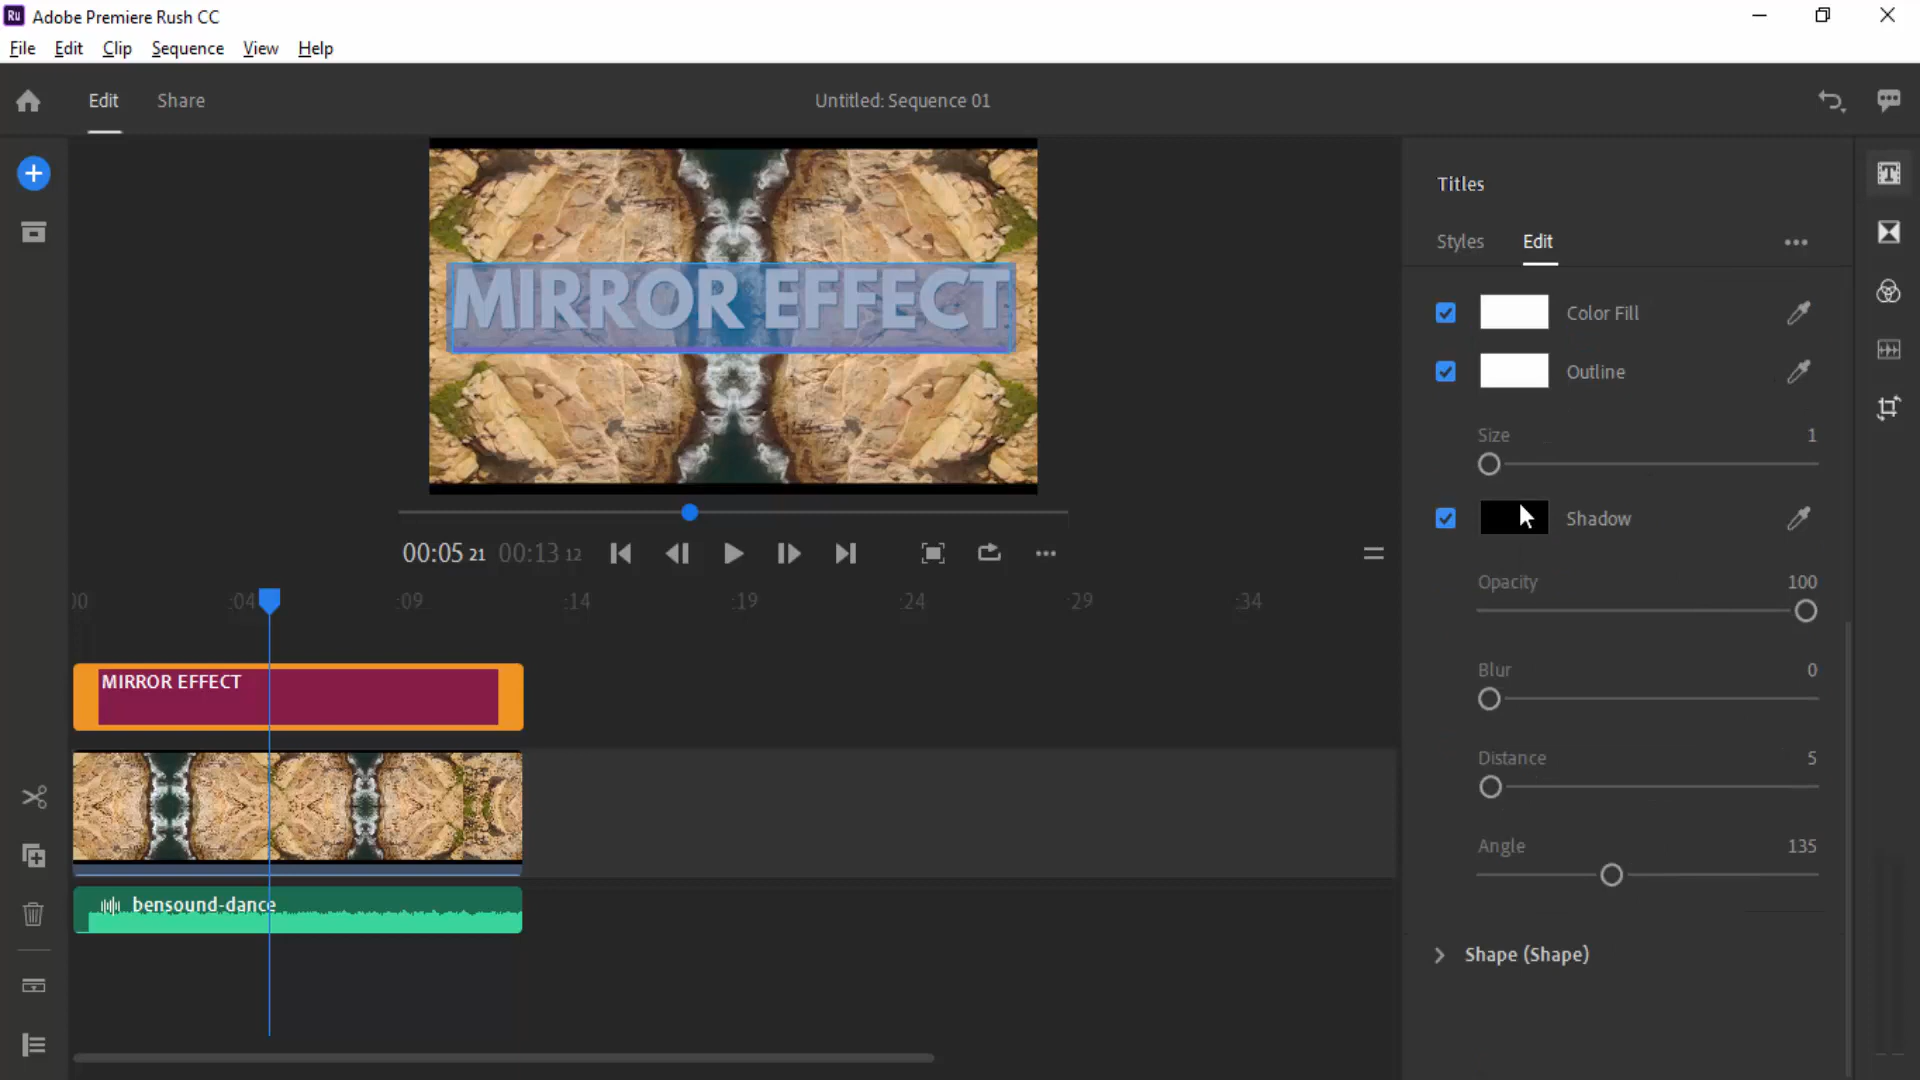 Ru Adobe Premiere Rush CC
File Edit Clip Sequence View Help
Edit Share Untitled: Sequence 01
Titles
Styles Edit
Color Fill
Outline
Size 1
Shadow
Opacity 100
Blur 0
Distance 5
Angle 135
Shape (Shape)
MIRROR EFFECT
00:05 21 00:13 12
00 :04 :09 :14 :19 :24 :29 :34
MIRROR EFFECT
bensound-dance